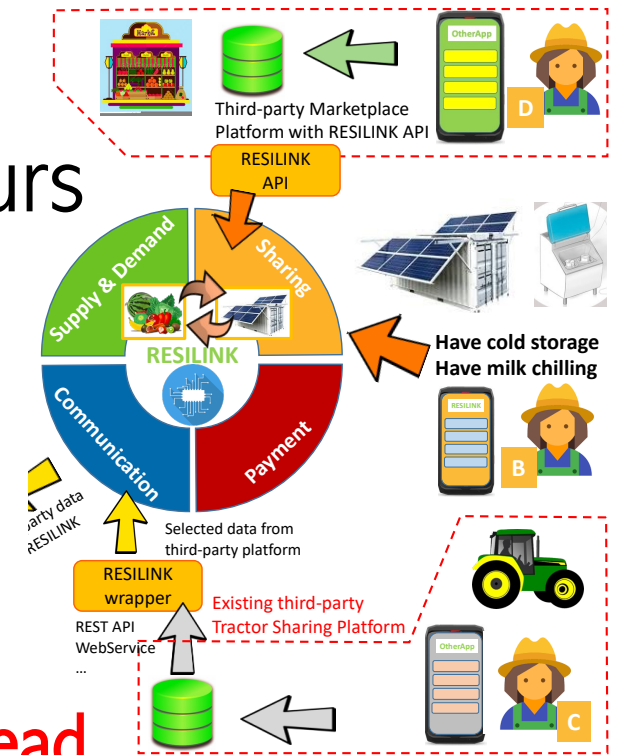 Market
OtherApp
D
Third-party Marketplace
Platform with RESILINK API
RESILINK
API
urs
Supply & Demand
Sharing
RESILINK
Communication
Payment
Have cold storage
Have milk chilling
RESILINK
B
party data
RESILINK
Selected data from
third-party platform
RESILINK
wrapper
REST API
WebService
...
Existing third-party
Tractor Sharing Platform
OtherApp
C
ead